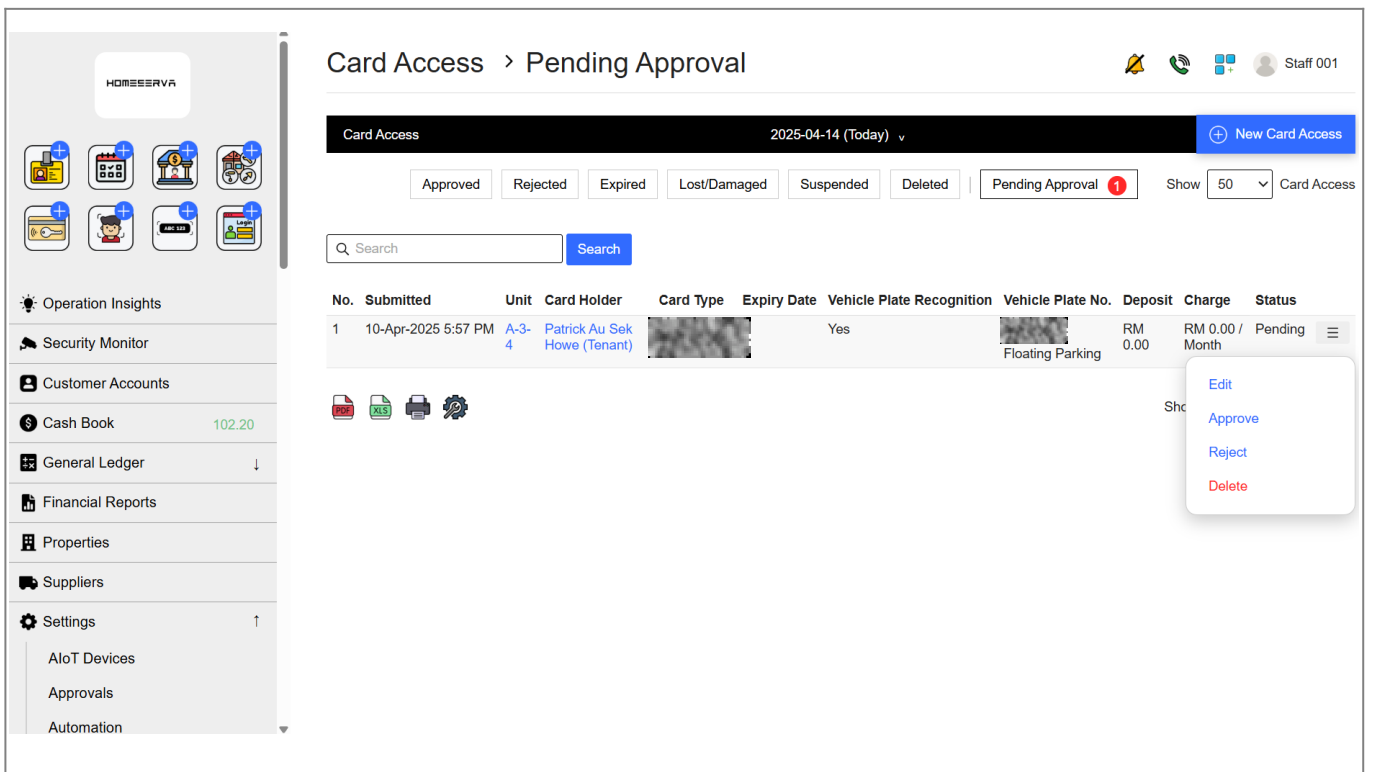 HOMESERVA
Operation Insights
Security Monitor
Customer Accounts
Cash Book 102.20
General Ledger ↓
Financial Reports
Properties
Suppliers
Settings ↑
AIoT Devices
Approvals
Automation
Card Access > Pending Approval
Staff 001
Card Access 2025-04-14 (Today) v New Card Access
Approved Rejected Expired Lost/Damaged Suspended Deleted | Pending Approval 1 Show 50 Card Access
Search Search
No. Submitted Unit Card Holder Card Type Expiry Date Vehicle Plate Recognition Vehicle Plate No. Deposit Charge Status
1 10-Apr-2025 5:57 PM A-3- Patrick Au Sek Yes RM RM 0.00 / Pending
4 Howe (Tenant) Floating Parking 0.00 Month
PDF XLS
Sho
Edit
Approve
Reject
Delete
ABC 123
Login